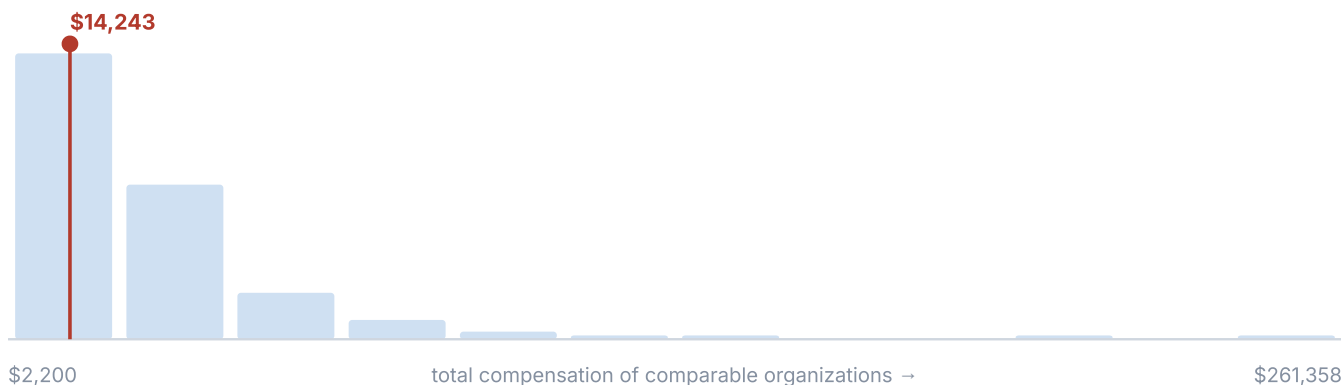 $14,243
$2,200 total compensation of comparable organizations → $261,358